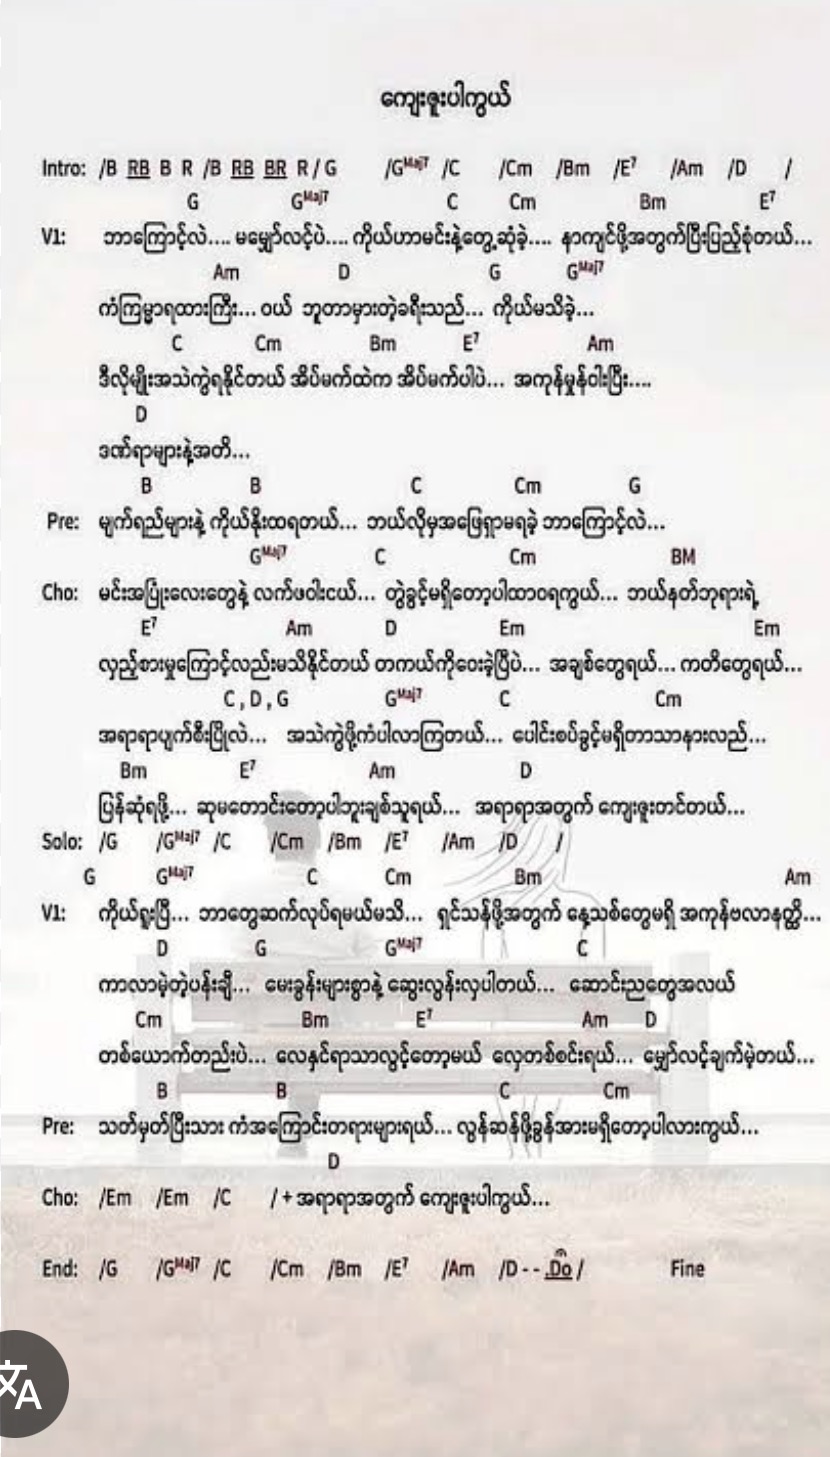 ကျေးဇူးပါကွယ်
Intro: /B RB B R /B RB BR R / G /GMaj7 /C /Cm /Bm /E7 /Am /D /
G GMaj7 C Cm Bm E7
V1: ဘာကြောင့်လဲ.... မမျှော်လင့်ပဲ.... ကိုယ်ဟာမင်းနဲ့တွေ့ဆုံခဲ့.... နာကျင်ဖို့အတွက်ပြီးပြည့်စုံတယ်...
Am D G GMaj7
ကံကြမ္မာရထားကြီး... ဝယ် ဘူတာမှားတဲ့ခရီးသည်... ကိုယ်မသိခဲ့...
C Cm Bm E7 Am
ဒီလိုမျိုးအသဲကွဲရနိုင်တယ် အိပ်မက်ထဲက အိပ်မက်ပါပဲ... အကုန်မှုန်ဝါးပြီး....
D
ဒဏ်ရာများနဲ့အတိ...
B B C Cm G
Pre: မျက်ရည်များနဲ့ ကိုယ်နိုးထရတယ်... ဘယ်လိုမှအဖြေရှာမရခဲ့ ဘာကြောင့်လဲ...
GMaj7 C Cm BM
Cho: မင်းအပြုံးလေးတွေနဲ့ လက်ဖဝါးငယ်... တွဲခွင့်မရှိတော့ပါထာဝရကွယ်... ဘယ်နတ်ဘုရားရဲ့
E7 Am D Em Em
လှည့်စားမှုကြောင့်လည်းမသိနိုင်တယ် တကယ်ကိုဝေးခဲ့ပြီပဲ... အချစ်တွေရယ်... ကတိတွေရယ်...
C , D , G GMaj7 C Cm
အရာရာပျက်စီးပြိုလဲ... အသဲကွဲဖို့ကံပါလာကြတယ်... ပေါင်းစပ်ခွင့်မရှိတာသာနားလည်...
Bm E7 Am D
ပြန်ဆုံရဖို့... ဆုမတောင်းတော့ပါဘူးချစ်သူရယ်... အရာရာအတွက် ကျေးဇူးတင်တယ်...
Solo: /G /GMaj7 /C /Cm /Bm /E7 /Am /D /
G GMaj7 C Cm Bm Am
V1: ကိုယ်ရူးပြီ... ဘာတွေဆက်လုပ်ရမယ်မသိ... ရှင်သန်ဖို့အတွက် နေ့သစ်တွေမရှိ အကုန်ဗလာနတ္ထိ...
D G GMaj7 C
ကာလာမဲ့တဲ့ပန်းချီ... မေးခွန်းများစွာနဲ့ ဆွေးလွန်းလှပါတယ်... ဆောင်းညတွေအလယ်
Cm Bm E7 Am D
တစ်ယောက်တည်းပဲ... လေနှင်ရာသာလွင့်တော့မယ် လှေတစ်စင်းရယ်... မျှော်လင့်ချက်မဲ့တယ်...
B B C Cm
Pre: သတ်မှတ်ပြီးသား ကံအကြောင်းတရားများရယ်... လွန်ဆန်ဖို့ခွန်အားမရှိတော့ပါလားကွယ်...
D
Cho: /Em /Em /C / + အရာရာအတွက် ကျေးဇူးပါကွယ်...
End: /G /GMaj7 /C /Cm /Bm /E7 /Am /D - - .Do / Fine